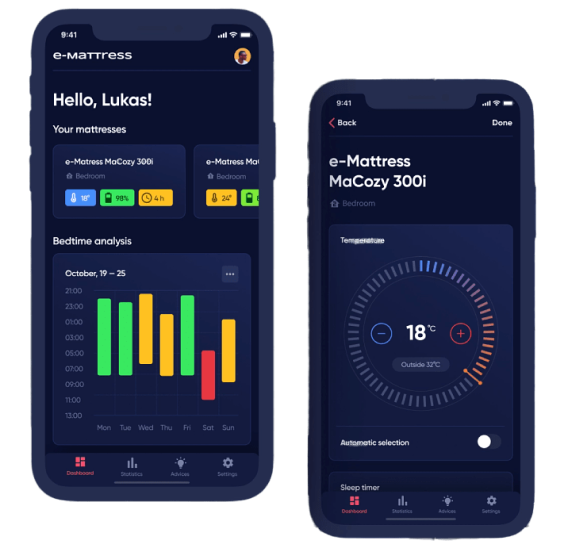 9:41
e-mattress
Hello, Lukas!
Your mattresses
e-Matress MaCozy 300i
Bedroom
18°
98%
4 h
e-Matress Ma
Bedroom
24°
Bedtime analysis
October, 19 – 25
21:00
23:00
01:00
03:00
05:00
07:00
09:00
11:00
13:00
Mon Tue Wed Thu Fri Sat Sun
Dashboard Statistics Advices Settings
9:41
Back Done
e-Mattress
MaCozy 300i
Bedroom
Temperature
18°C
Outside 32°C
Automatic selection
Sleep timer
Dashboard Statistics Advices Settings